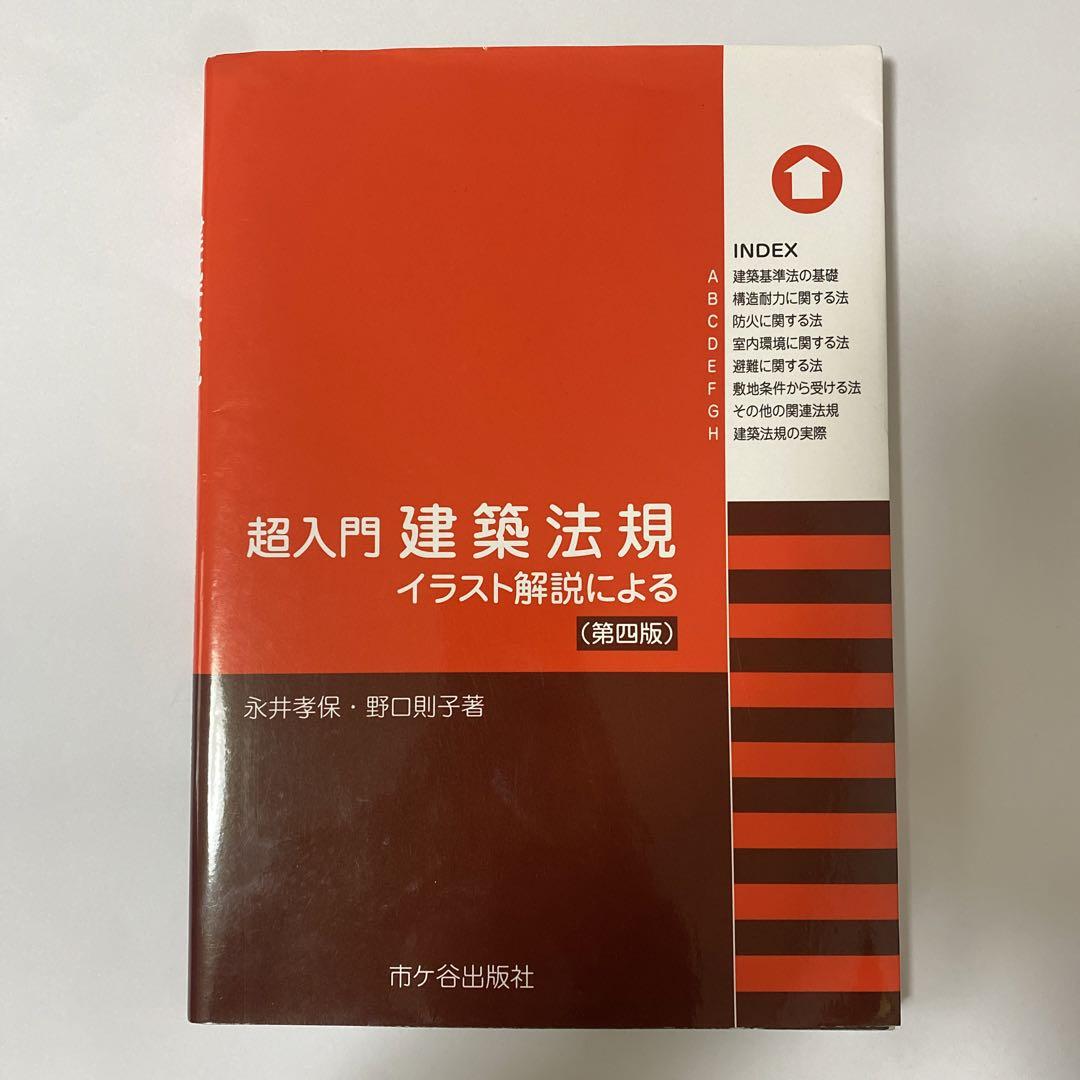 INDEX
A 建築基準法の基礎
B 構造耐力に関する法
C 防火に関する法
D 室内環境に関する法
E 避難に関する法
F 敷地条件から受ける法
G その他の関連法規
H 建築法規の実際
超入門 建築法規
イラスト解説による
(第四版)
永井孝保・野口則子著
市ケ谷出版社